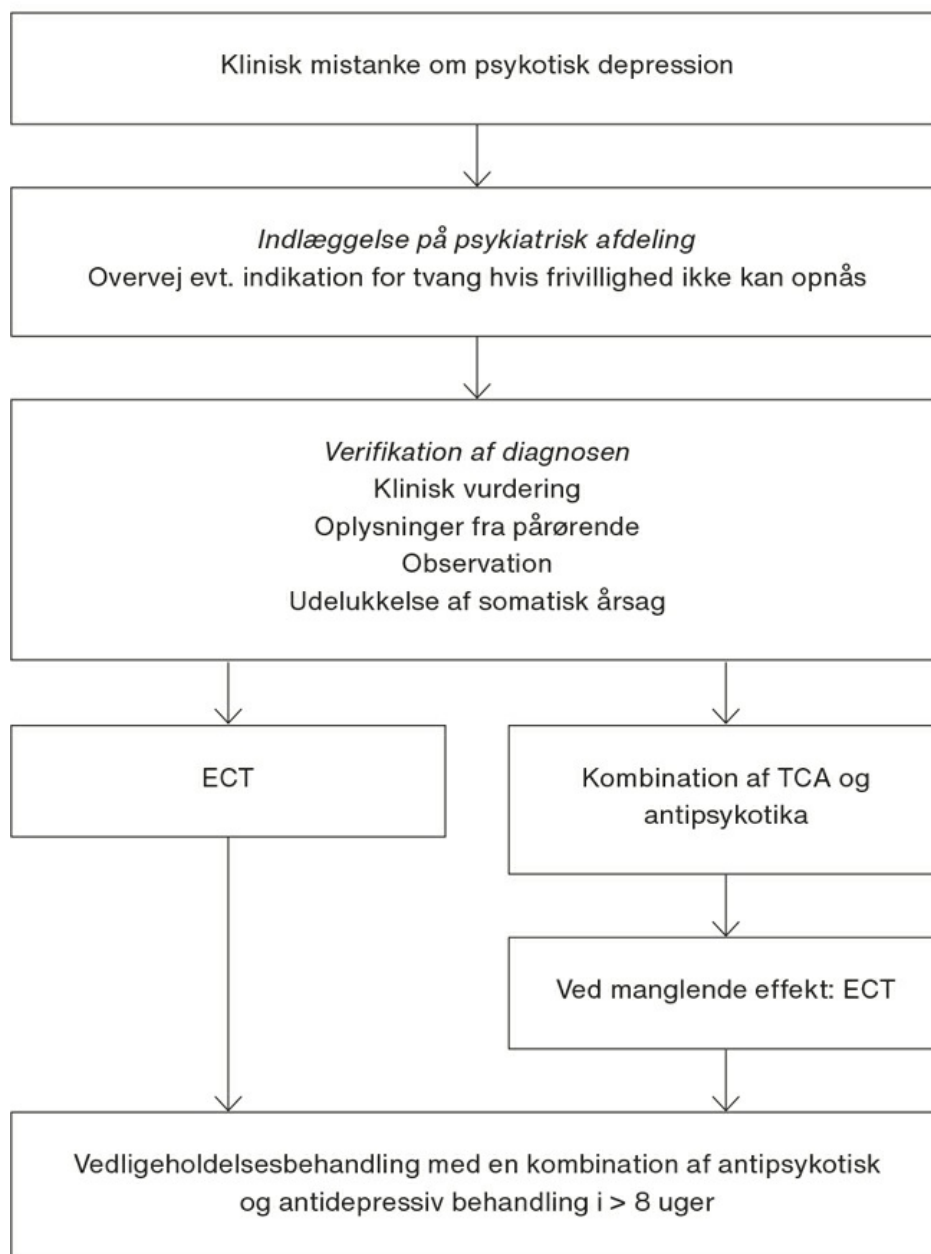 Klinisk mistanke om psykotisk depression
Indlæggelse på psykiatrisk afdeling
Overvej evt. indikation for tvang hvis frivillighed ikke kan opnås
Verifikation af diagnosen
Klinisk vurdering
Oplysninger fra pårørende
Observation
Udelukkelse af somatisk årsag
ECT
Kombination af TCA og
antipsykotika
Ved manglende effekt: ECT
Vedligeholdelsesbehandling med en kombination af antipsykotisk
og antidepressiv behandling i > 8 uger